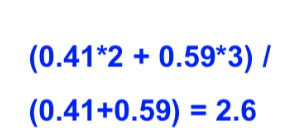 (0.41*2 + 0.59*3) /
(0.41+0.59) = 2.6